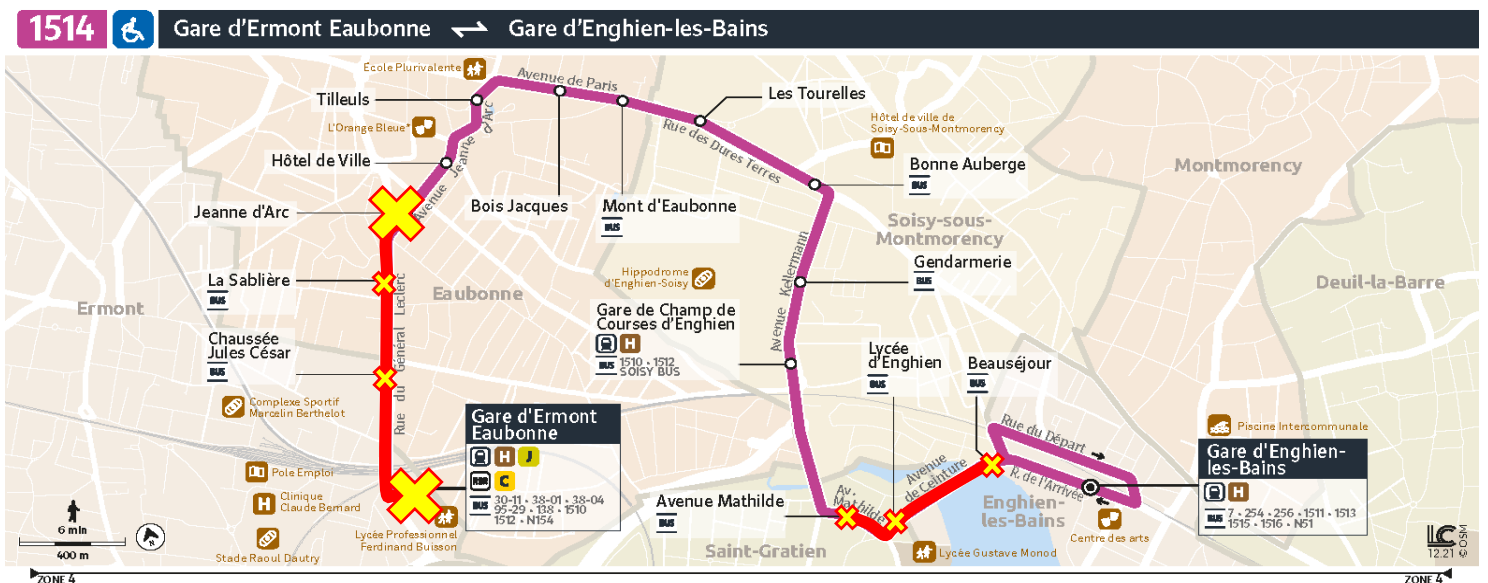 1514 Gare d'Ermont Eaubonne Gare d'Enghien-les-Bains
École Plurivalente
Avenue de Paris
Tilleuls
Les Tourelles
L'Orange Bleue*
Avenue Jeanne d'Arc
Rue des Dures Terres
Hôtel de ville de
Soisy-Sous-Montmorency
Hôtel de Ville
Bonne Auberge
BUS
Montmorency
Jeanne d'Arc
Bois Jacques
Mont d'Eaubonne
BUS
Soisy-sous-
Montmorency
Gendarmerie
BUS
La Sablière
BUS
Hippodrome
d'Enghien-Soisy
Avenue Kellermann
Ermont
Eaubonne
Deuil-la-Barre
Gare de Champ de
Courses d'Enghien
H
BUS 1510 • 1512
SOISY BUS
Chaussée
Jules César
BUS
Rue du Général Leclerc
Lycée
d'Enghien
BUS
Beauséjour
BUS
Complexe Sportif
Marcelin Berthelot
Gare d'Ermont
Eaubonne
H J
RER C
BUS 30-11 • 38-01 • 38-04
95-29 • 138 • 1510
1512 • N154
Rue du Départ
R. de l'Arrivée
Piscine Intercommunale
Gare d'Enghien-
les-Bains
H
BUS 7 • 254 • 256 • 1511 • 1513
1515 • 1516 • N51
Pole Emploi
H Clinique
Claude Bernard
Avenue Mathilde
BUS
Av.
Mathilde
Avenue
de Ceinture
Enghien-
les-Bains
Centre des arts
6 min
400 m
N
Stade Raoul Dautry
Lycée Professionnel
Ferdinand Buisson
Saint-Gratien
Lycée Gustave Monod
LC
12.21 © OSM
ZONE 4 ZONE 4